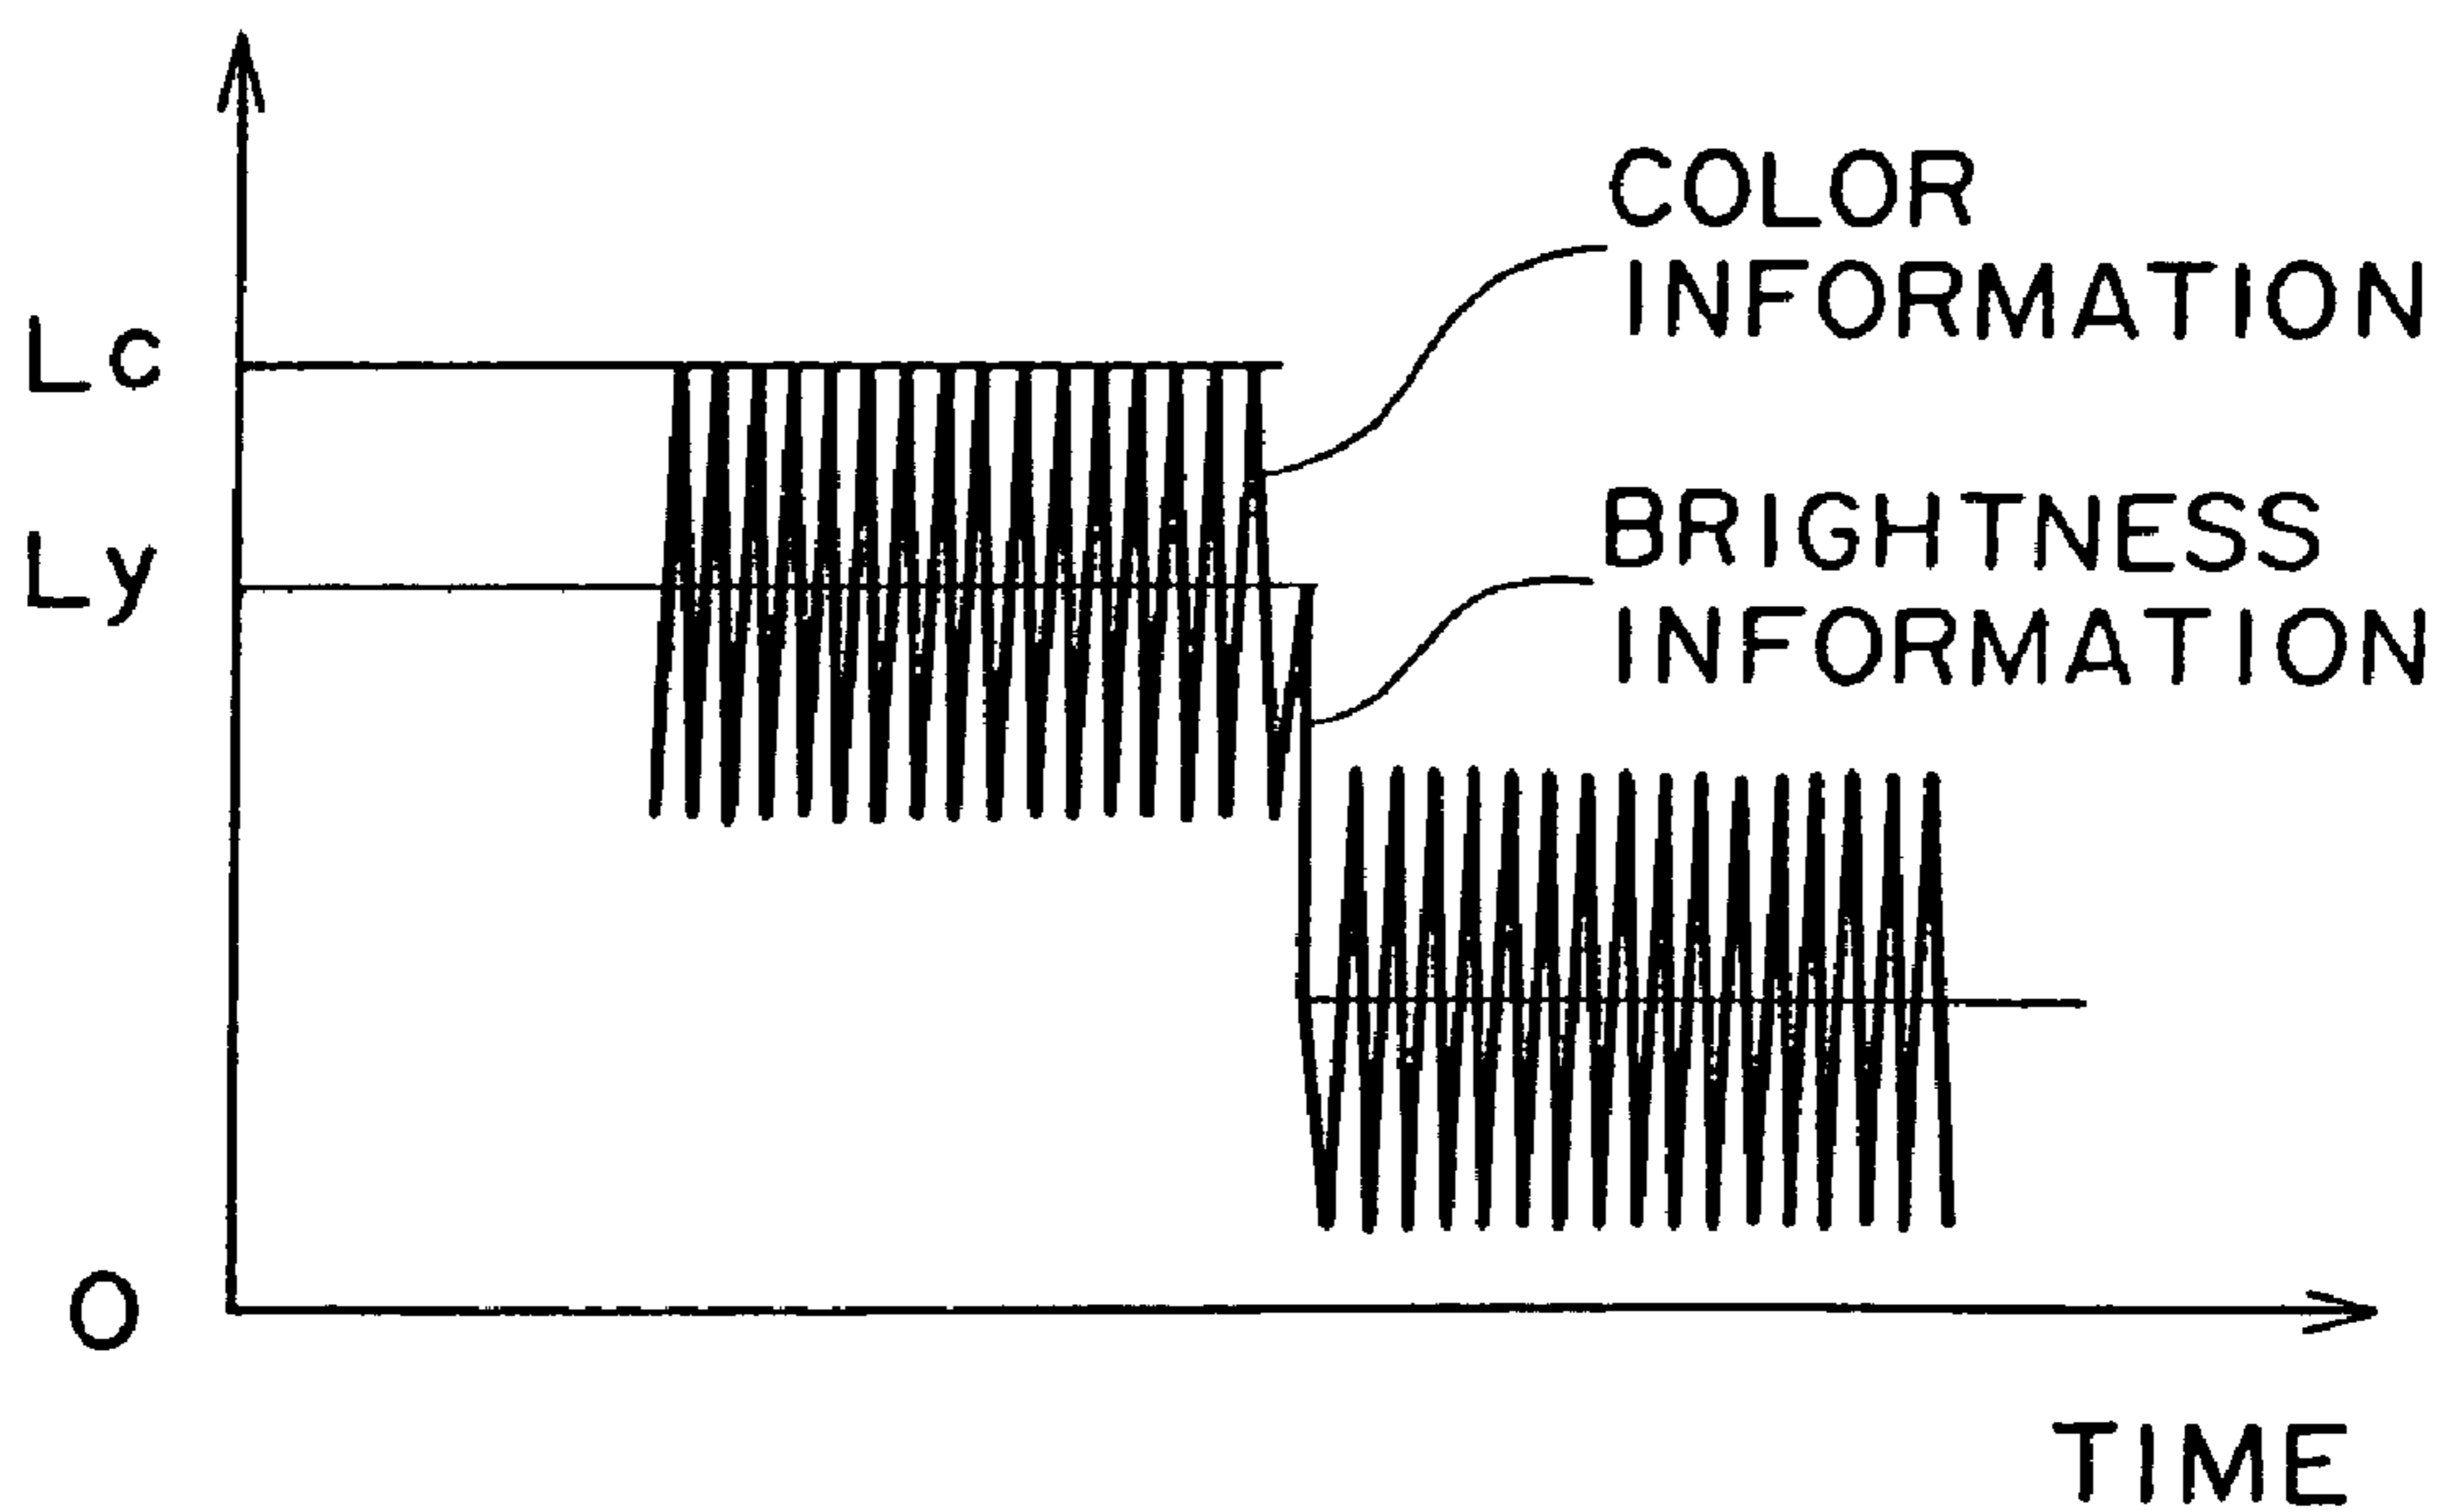 COLOR
INFORMATION
Lc
BRIGHTNESS
INFORMATION
Ly
O
TIME